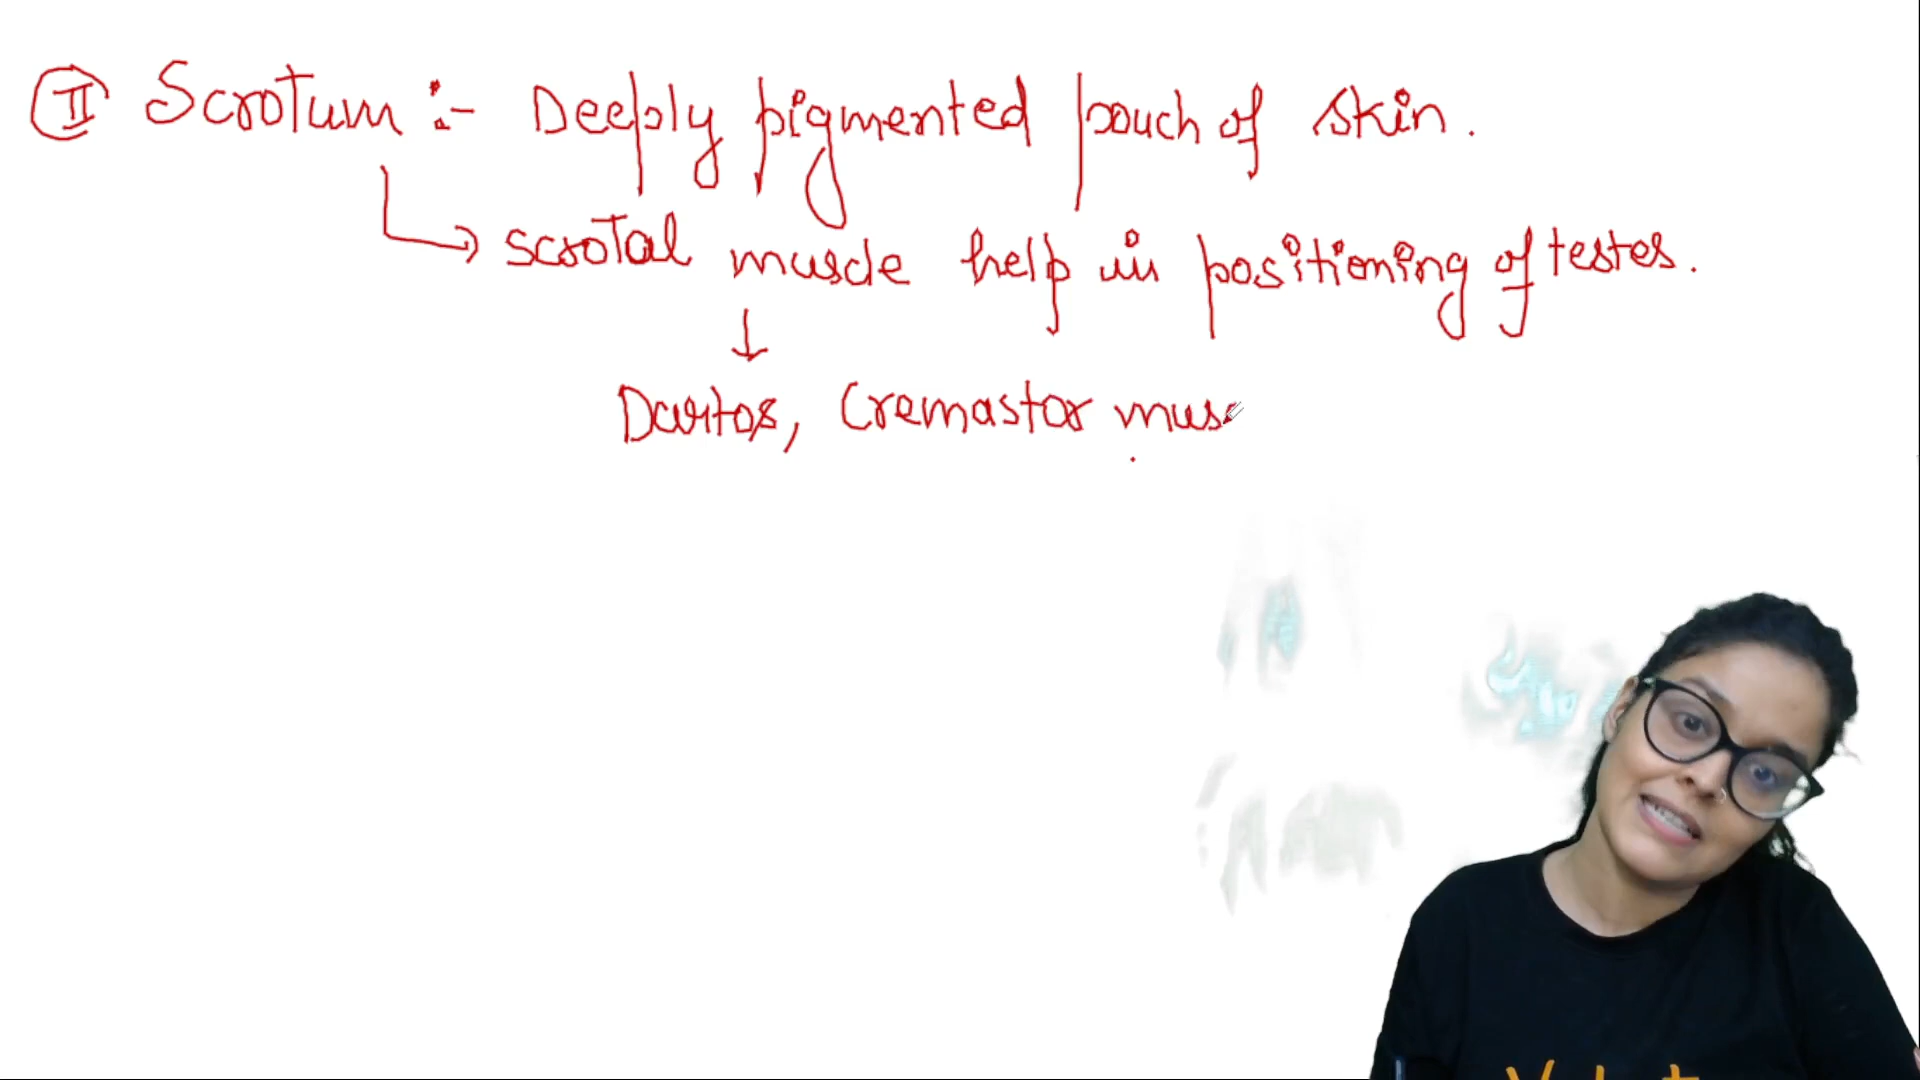 II Scrotum :- Deeply pigmented pouch of skin.
scrotal muscle help in positioning of testes.
Dartos, Cremastor mus